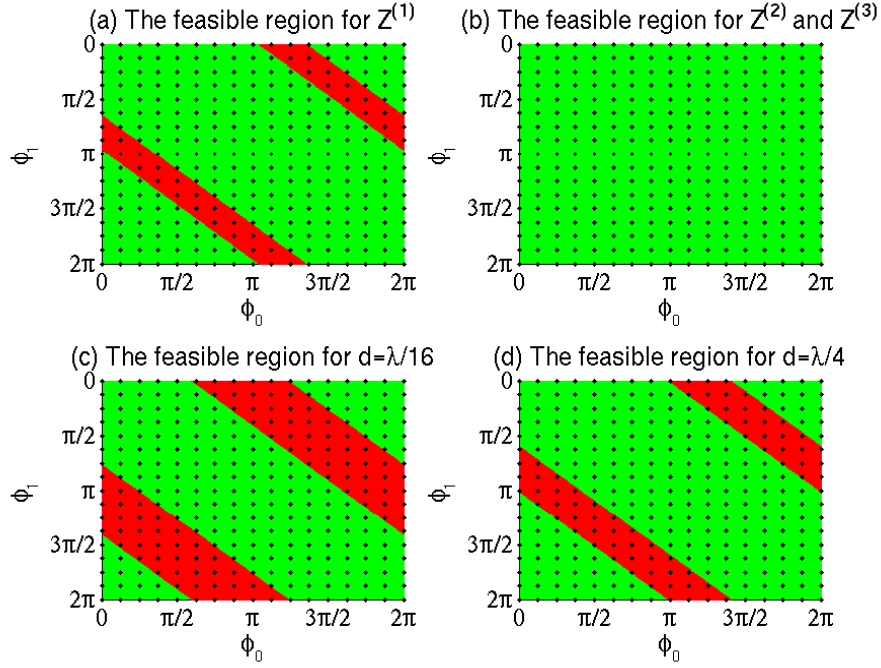 (a) The feasible region for Z⁽¹⁾
0
π/2
π
3π/2
2π
ϕ₁
0 π/2 π 3π/2 2π
ϕ₀
(b) The feasible region for Z⁽²⁾ and Z⁽³⁾
0
π/2
π
3π/2
2π
ϕ₁
0 π/2 π 3π/2 2π
ϕ₀
(c) The feasible region for d=λ/16
0
π/2
π
3π/2
2π
ϕ₁
0 π/2 π 3π/2 2π
ϕ₀
(d) The feasible region for d=λ/4
0
π/2
π
3π/2
2π
ϕ₁
0 π/2 π 3π/2 2π
ϕ₀